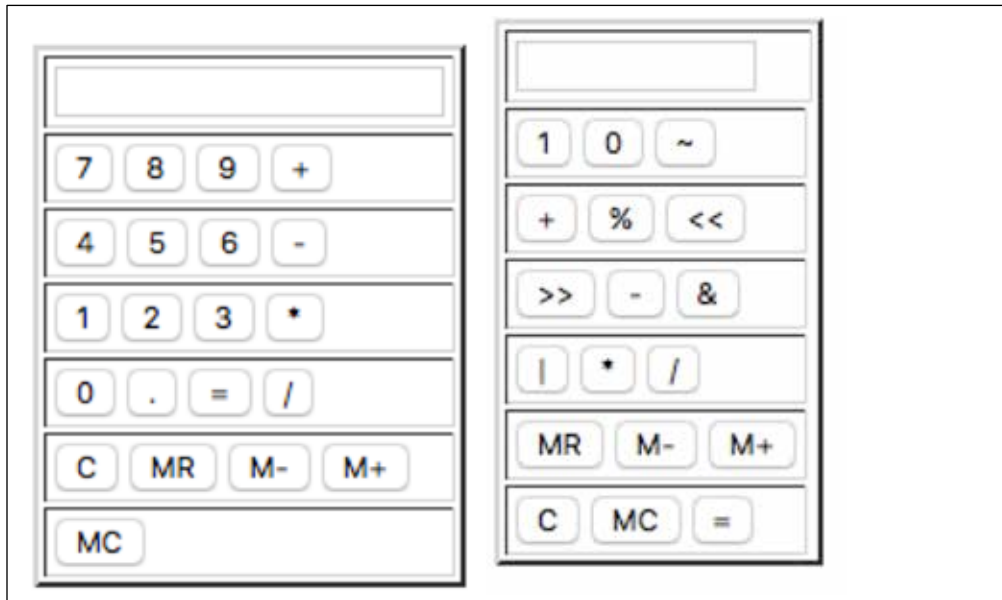 7 8 9 +
4 5 6 -
1 2 3 *
0 . = /
C MR M- M+
MC
1 0 ~
+ % <<
>> - &
| * /
MR M- M+
C MC =